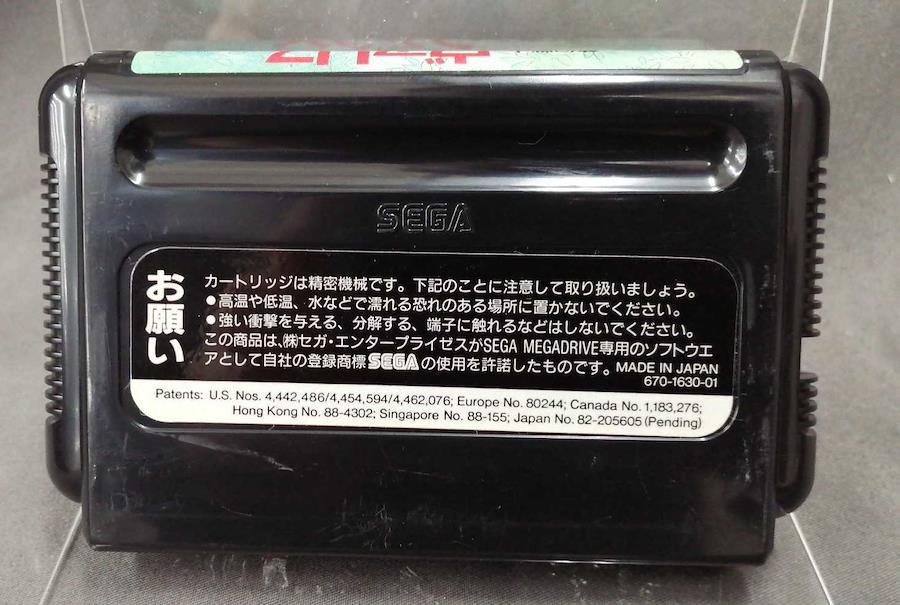 SEGA
お願い
カートリッジは精密機械です。下記のことに注意して取り扱いましょう。
●高温や低温、水などで濡れる恐れのある場所に置かないでください。
●強い衝撃を与える、分解する、端子に触れるなどはしないでください。
この商品は、㈱セガ・エンタープライゼスがSEGA MEGADRIVE専用のソフトウエ
アとして自社の登録商標SEGAの使用を許諾したものです。MADE IN JAPAN
670-1630-01
Patents: U.S. Nos. 4,442,486/4,454,594/4,462,076; Europe No. 80244; Canada No. 1,183,276;
Hong Kong No. 88-4302; Singapore No. 88-155; Japan No. 82-205605 (Pending)